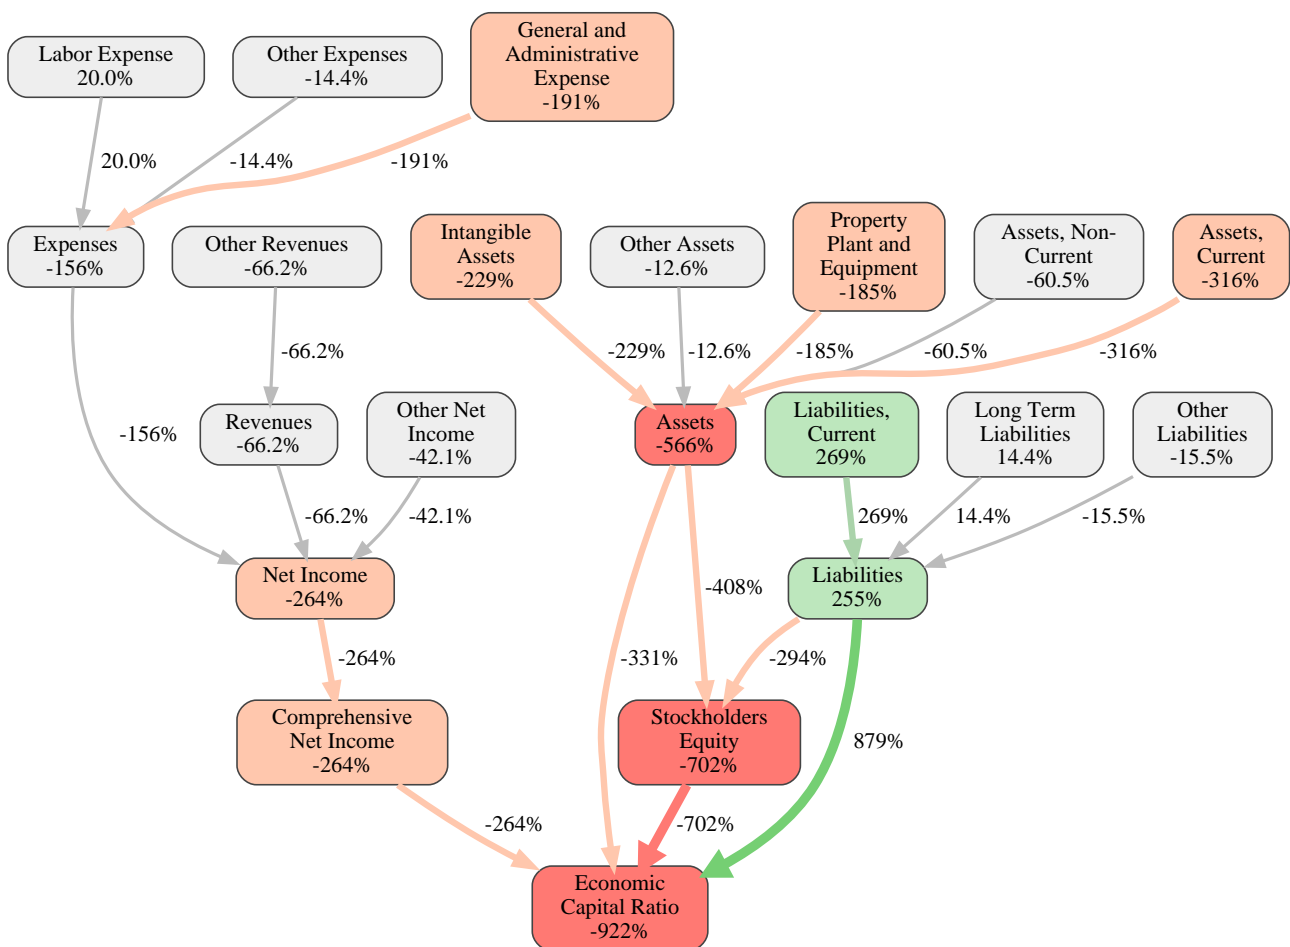 Labor Expense
20.0%
Other Expenses
-14.4%
General and
Administrative
Expense
-191%
20.0%
-14.4%
-191%
Expenses
-156%
Other Revenues
-66.2%
Intangible
Assets
-229%
Other Assets
-12.6%
Property
Plant and
Equipment
-185%
Assets, Non-
Current
-60.5%
Assets,
Current
-316%
-66.2%
-229%
-12.6%
-185%
-60.5%
-316%
-156%
Revenues
-66.2%
Other Net
Income
-42.1%
Assets
-566%
Liabilities,
Current
269%
Long Term
Liabilities
14.4%
Other
Liabilities
-15.5%
-66.2%
-42.1%
269%
14.4%
-15.5%
Net Income
-264%
-408%
Liabilities
255%
-264%
-331%
-294%
Comprehensive
Net Income
-264%
Stockholders
Equity
-702%
879%
-264%
-702%
Economic
Capital Ratio
-922%